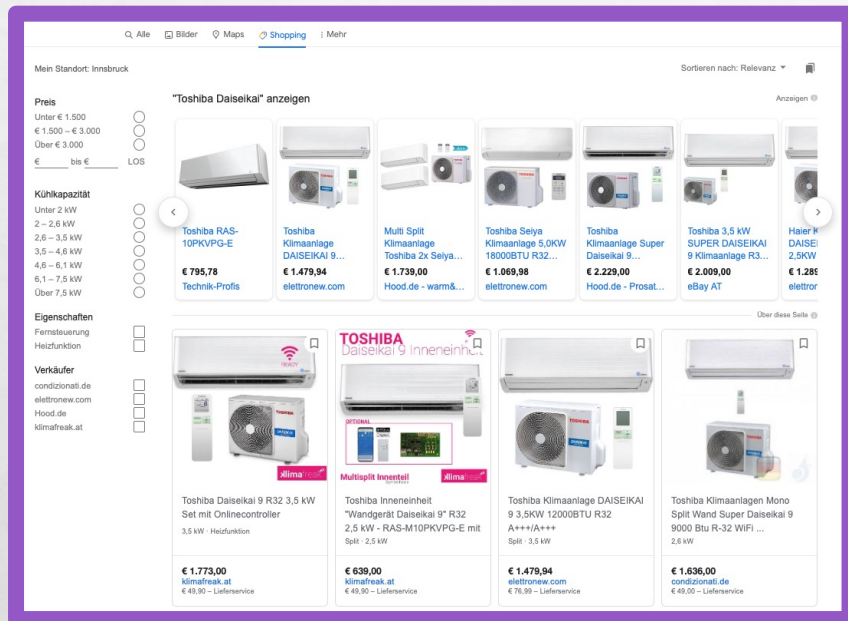 Alle
Bilder
Maps
Shopping
Mehr
Mein Standort: Innsbruck
Sortieren nach: Relevanz
Preis
Unter € 1.500
€ 1.500 – € 3.000
Über € 3.000
€ bis € LOS
Kühlkapazität
Unter 2 kW
2 – 2,6 kW
2,6 – 3,5 kW
3,5 – 4,6 kW
4,6 – 6,1 kW
6,1 – 7,5 kW
Über 7,5 kW
Eigenschaften
Fernsteuerung
Heizfunktion
Verkäufer
condizionati.de
elettronew.com
Hood.de
klimafreak.at
"Toshiba Daiseikai" anzeigen
Anzeigen
Toshiba RAS-
10PKVPG-E
€ 795,78
Technik-Profis
Toshiba
Klimaanlage
DAISEIKAI 9...
€ 1.479,94
elettronew.com
Multi Split
Klimaanlage
Toshiba 2x Seiya...
€ 1.739,00
Hood.de - warm&...
Toshiba Seiya
Klimaanlage 5,0KW
18000BTU R32...
€ 1.069,98
elettronew.com
Toshiba
Klimaanlage Super
Daiseikai 9...
€ 2.229,00
Hood.de - Prosat...
Toshiba 3,5 kW
SUPER DAISEIKAI
9 Klimaanlage R3...
€ 2.009,00
eBay AT
Haier
DAISEI
2,5KW
€ 1.289
elettror
Über diese Seite
READY
klimafreak
Toshiba Daiseikai 9 R32 3,5 kW
Set mit Onlinecontroller
3,5 kW · Heizfunktion
€ 1.773,00
klimafreak.at
€ 49,90 – Lieferservice
TOSHIBA
Daiseikai 9 Inneneinheit
OPTIONAL
Multisplit Innenteil
klimafreak
Toshiba Inneneinheit
"Wandgerät Daiseikai 9" R32
2,5 kW - RAS-M10PKVPG-E mit
Split · 2,5 kW
€ 639,00
klimafreak.at
€ 49,90 – Lieferservice
Toshiba Klimaanlage DAISEIKAI
9 3,5KW 12000BTU R32
A+++/A+++
Split · 3,5 kW
€ 1.479,94
elettronew.com
€ 76,99 – Lieferservice
Toshiba Klimaanlagen Mono
Split Wand Super Daiseikai 9
9000 Btu R-32 WiFi ...
2,6 kW
€ 1.636,00
condizionati.de
€ 49,00 – Lieferservice